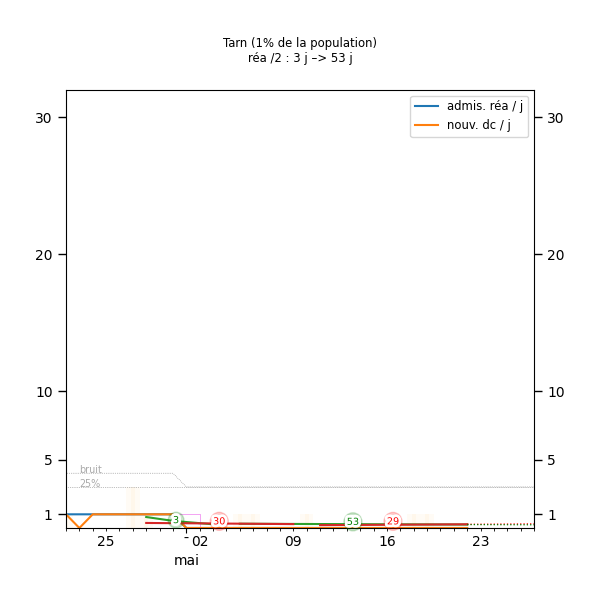 Tarn (1% de la population)
réa /2 : 3 j –> 53 j
admis. réa / j
nouv. dc / j
30 30
20 20
10 10
5 5
bruit
25%
1 3 30 53 29 1
25 - 02 09 16 23
mai